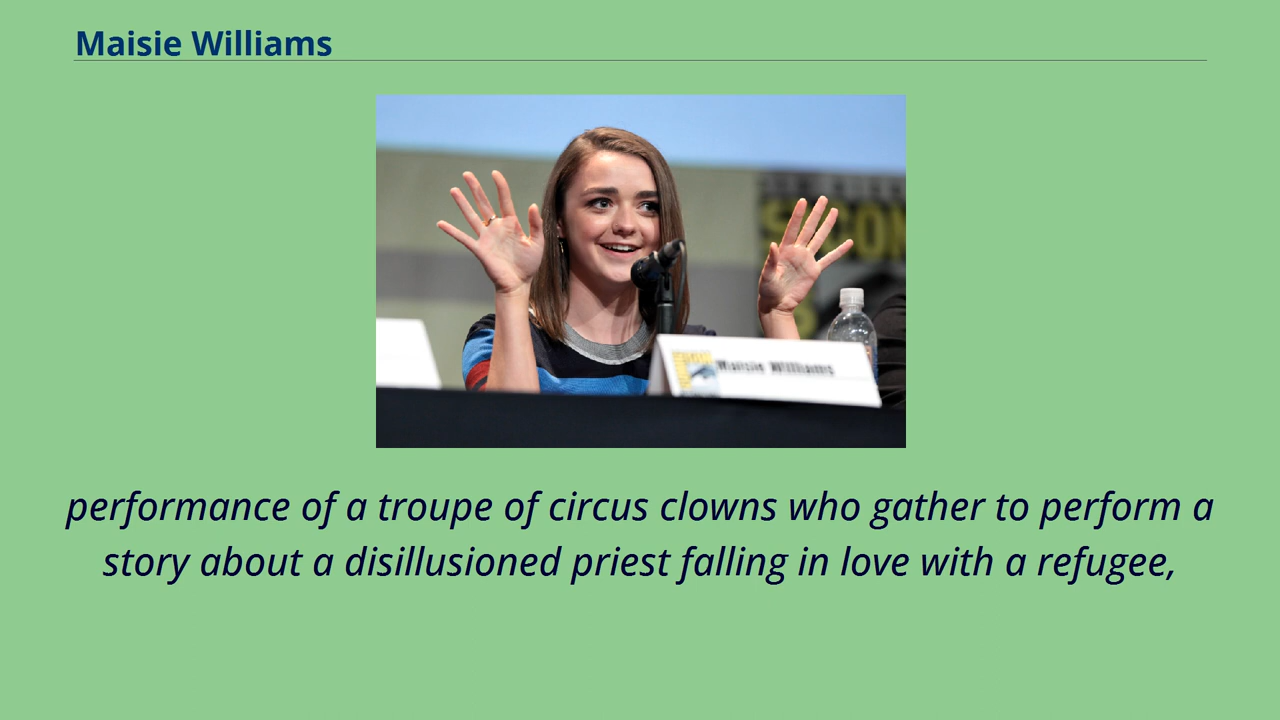 Maisie Williams
Maisie Williams
performance of a troupe of circus clowns who gather to perform a
story about a disillusioned priest falling in love with a refugee,